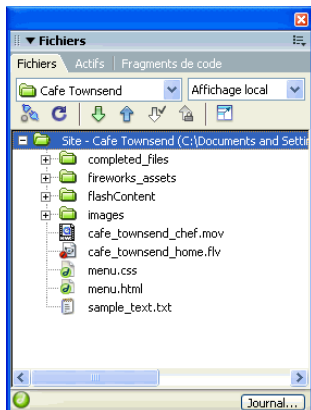 Fichiers
Fichiers Actifs Fragments de code
Cafe Townsend Affichage local
Site - Cafe Townsend (C:\Documents and Settin
completed_files
fireworks_assets
flashContent
images
cafe_townsend_chef.mov
cafe_townsend_home.flv
menu.css
menu.html
sample_text.txt
Journal...